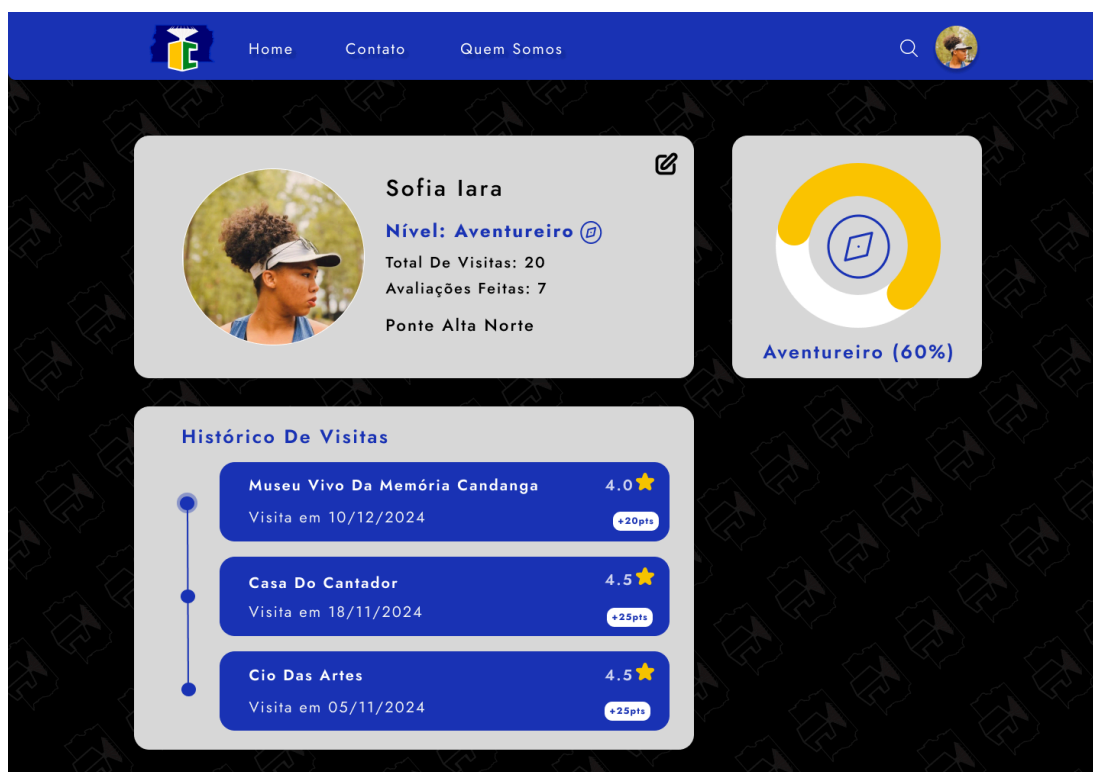 Home Contato Quem Somos
Sofia Iara
Nível: Aventureiro
Total De Visitas: 20
Avaliações Feitas: 7
Ponte Alta Norte
Aventureiro (60%)
Histórico De Visitas
Museu Vivo Da Memória Candanga 4.0
Visita em 10/12/2024 +20pts
Casa Do Cantador 4.5
Visita em 18/11/2024 +25pts
Cio Das Artes 4.5
Visita em 05/11/2024 +25pts